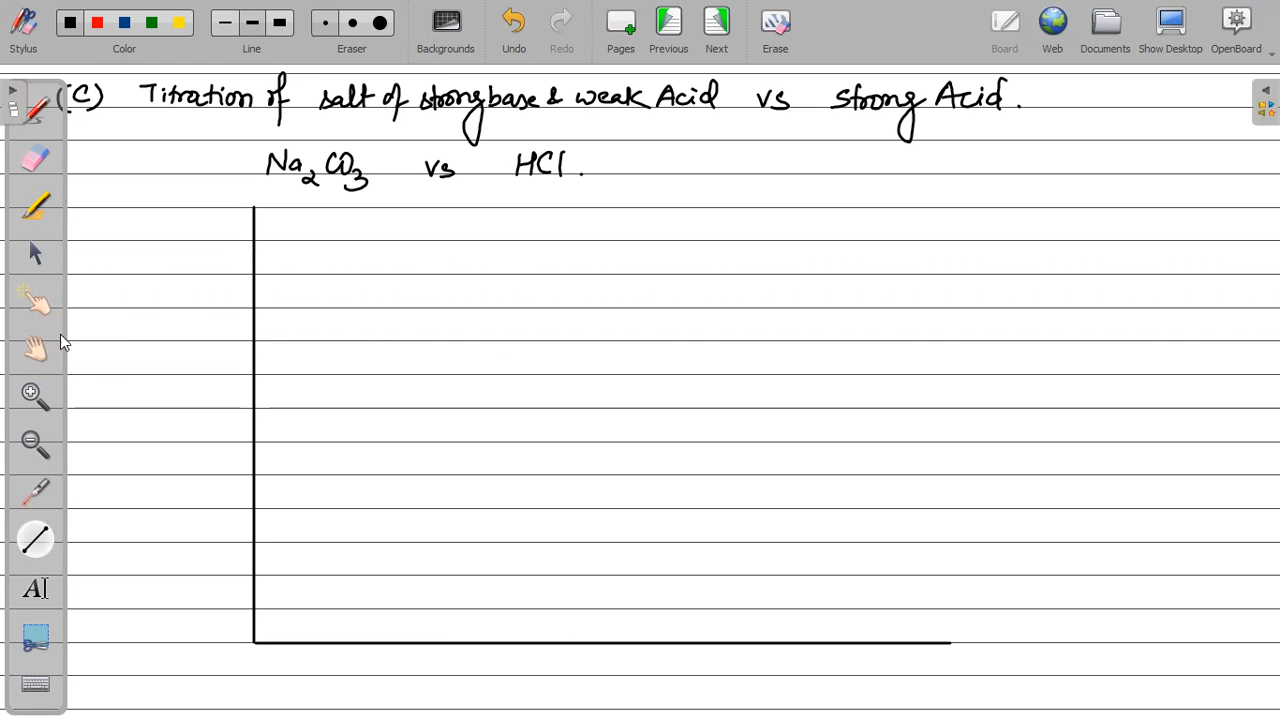 Stylus Color Line Eraser Backgrounds Undo Redo Pages Previous Next Erase Board Web Documents Show Desktop OpenBoard
(C) Titration of salt of strong base & weak Acid vs strong Acid.
Na₂CO₃ vs HCl.
AI